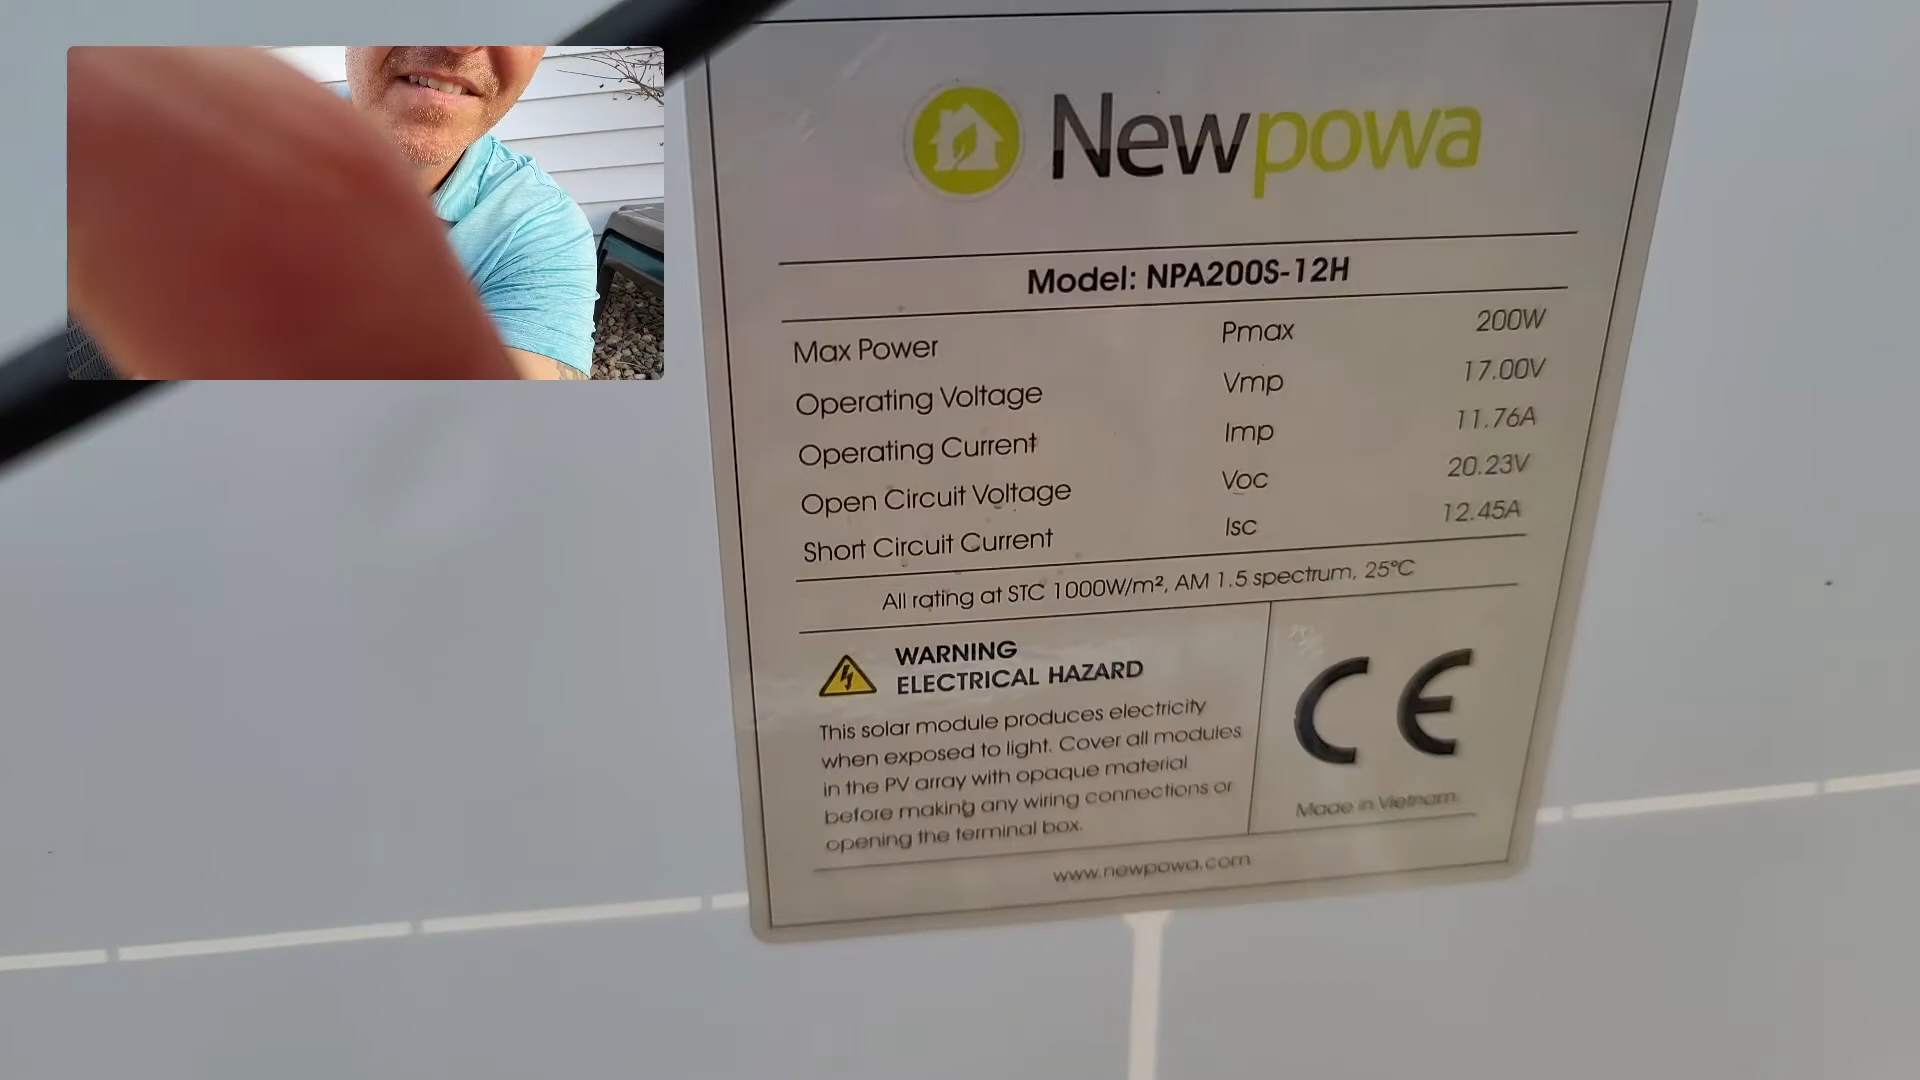 Newpowa
Model: NPA200S-12H
Max Power Pmax 200W
Operating Voltage Vmp 17.00V
Operating Current Imp 11.76A
Open Circuit Voltage Voc 20.23V
Short Circuit Current Isc 12.45A
All rating at STC 1000W/m², AM 1.5 spectrum, 25°C
WARNING
ELECTRICAL HAZARD
This solar module produces electricity
when exposed to light. Cover all modules
in the PV array with opaque material
before making any wiring connections or
opening the terminal box.
CE
Made in Vietnam
www.newpowa.com